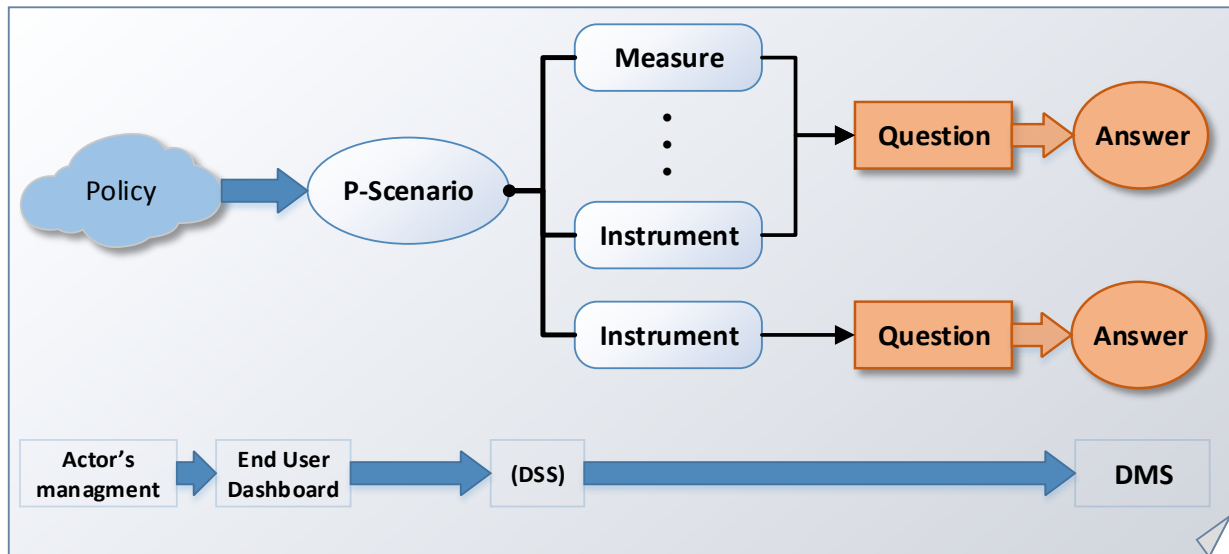 Measure
Policy
P-Scenario
Question
Answer
Instrument
Instrument
Question
Answer
Actor's
managment
End User
Dashboard
(DSS)
DMS